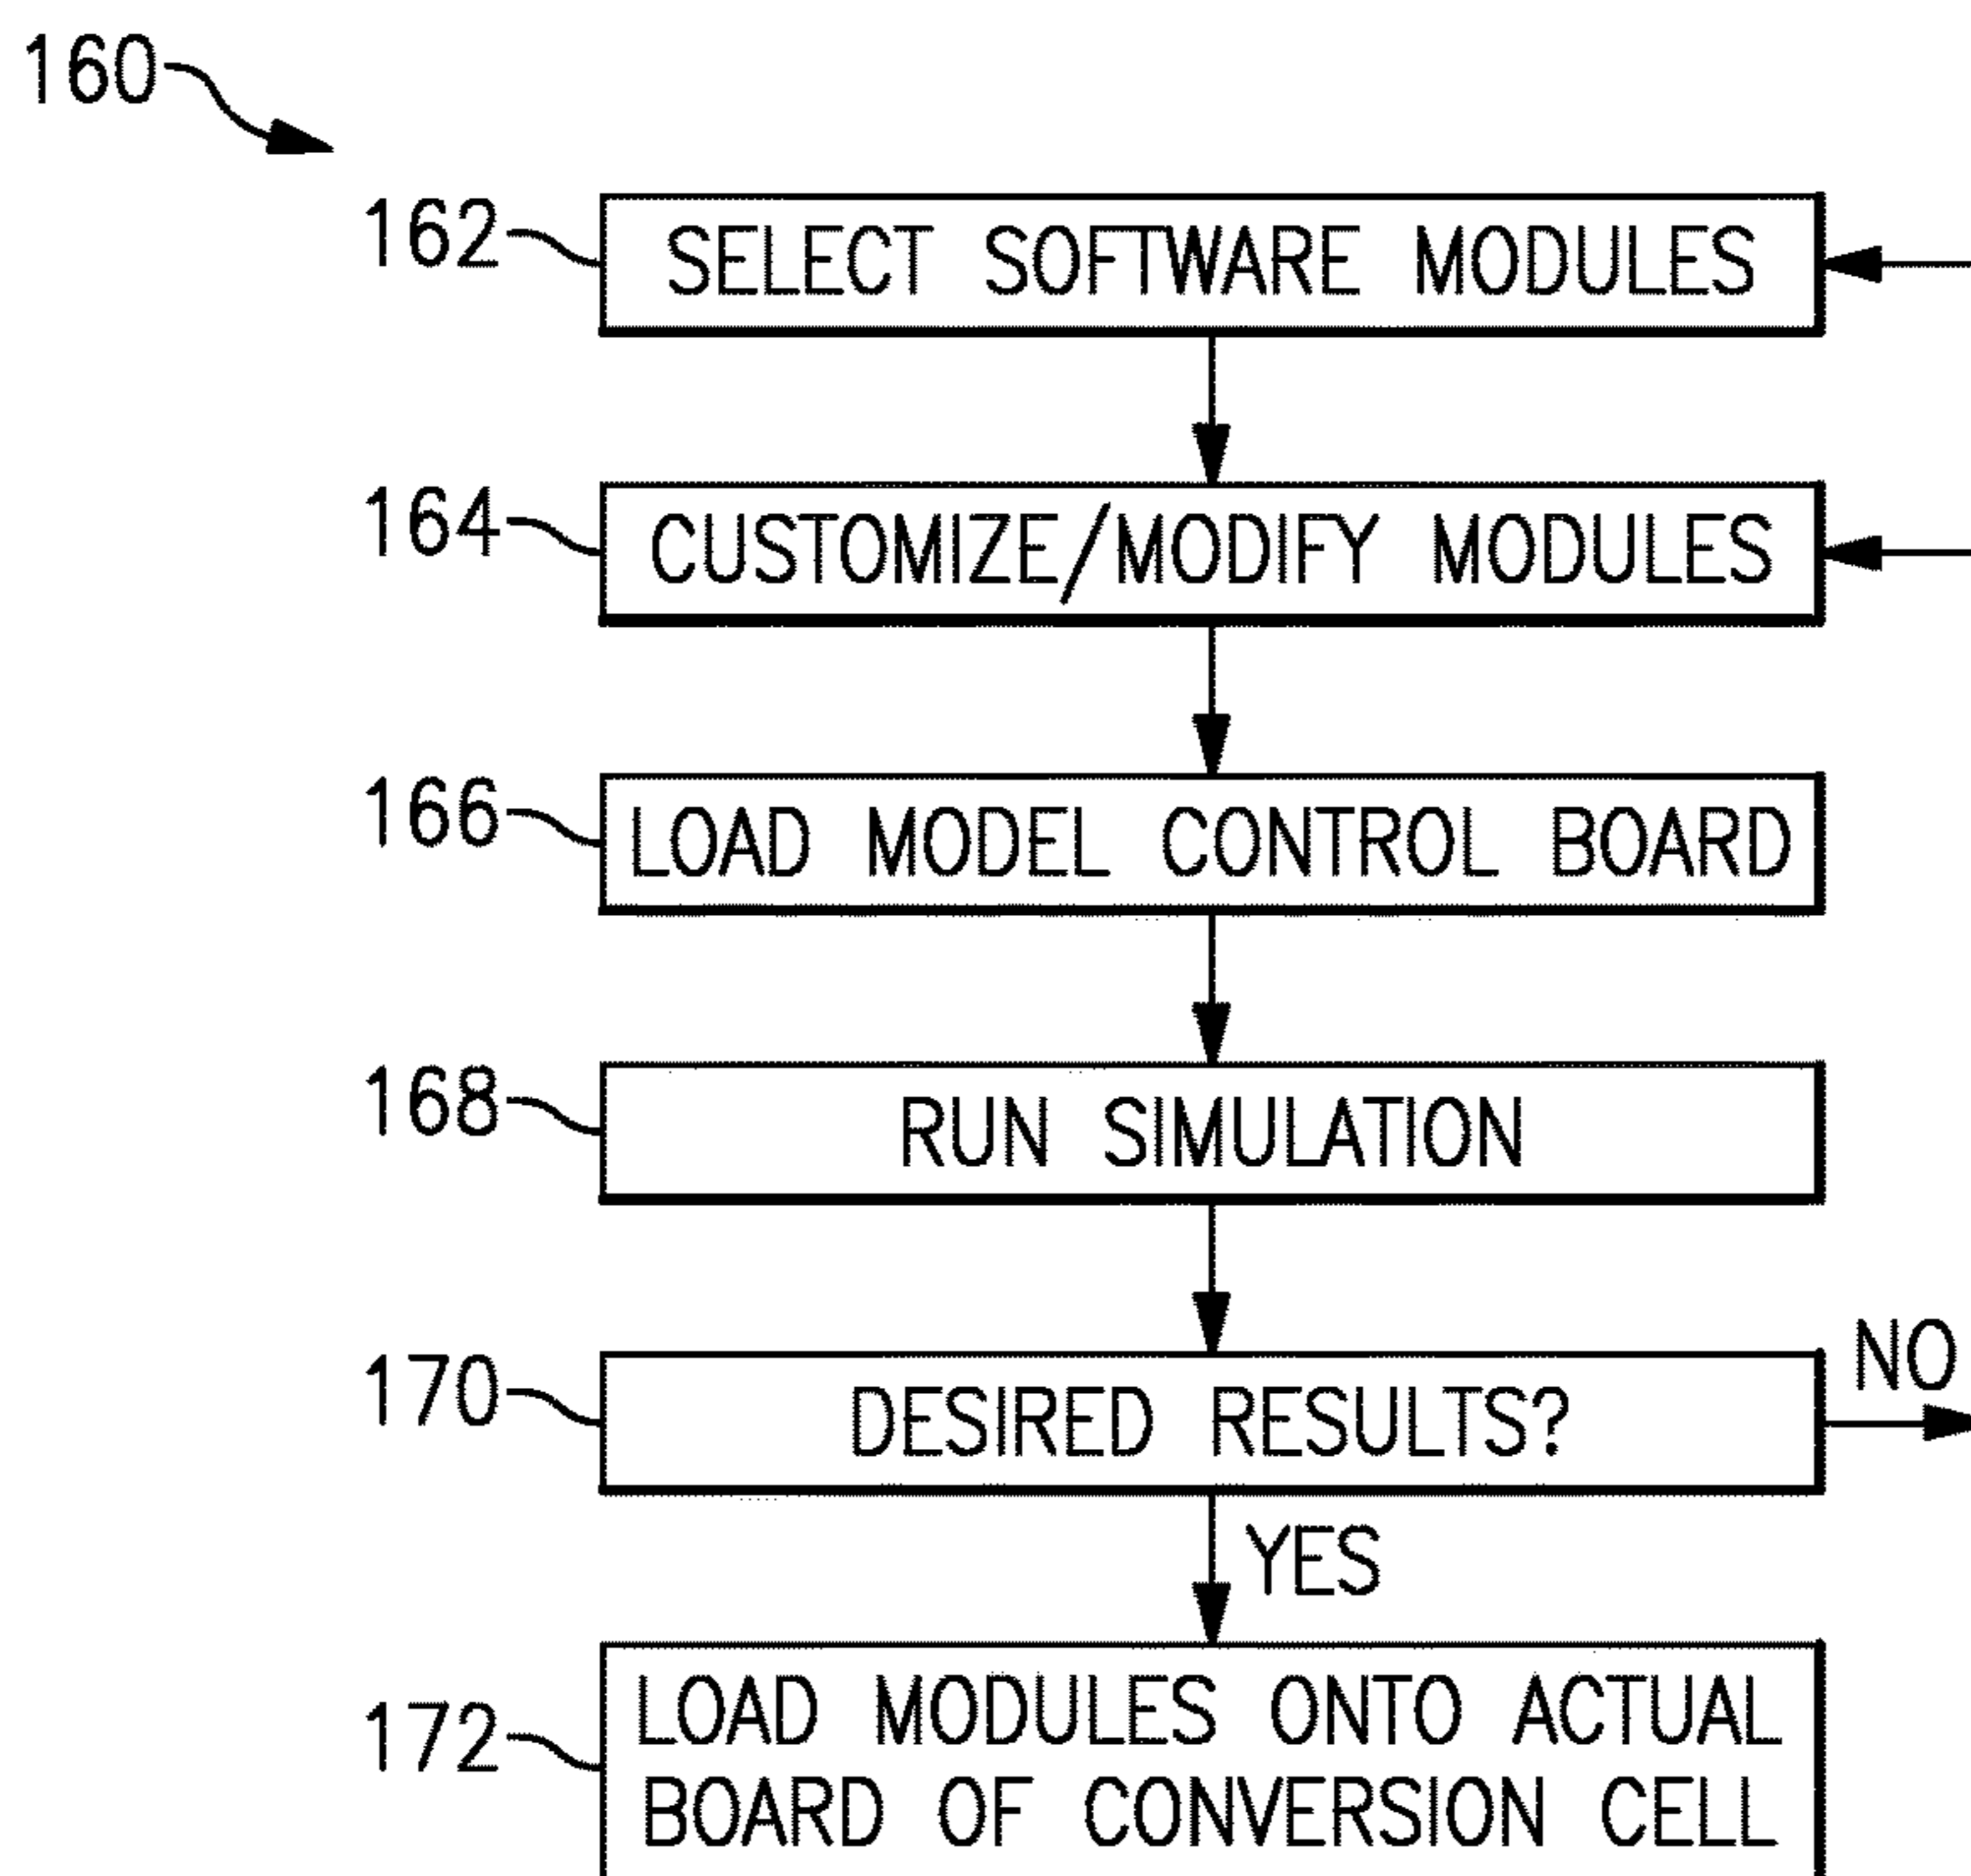 160
162
SELECT SOFTWARE MODULES
164
CUSTOMIZE/MODIFY MODULES
166
LOAD MODEL CONTROL BOARD
168
RUN SIMULATION
170
DESIRED RESULTS?
NO
YES
172
LOAD MODULES ONTO ACTUAL
BOARD OF CONVERSION CELL